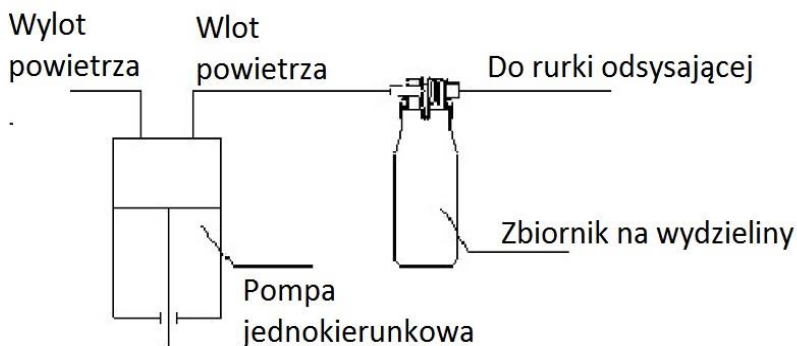 Wylot
powietrza
Wlot
powietrza
Do rurki odsysającej
Zbiornik na wydzieliny
Pompa
jednokierunkowa